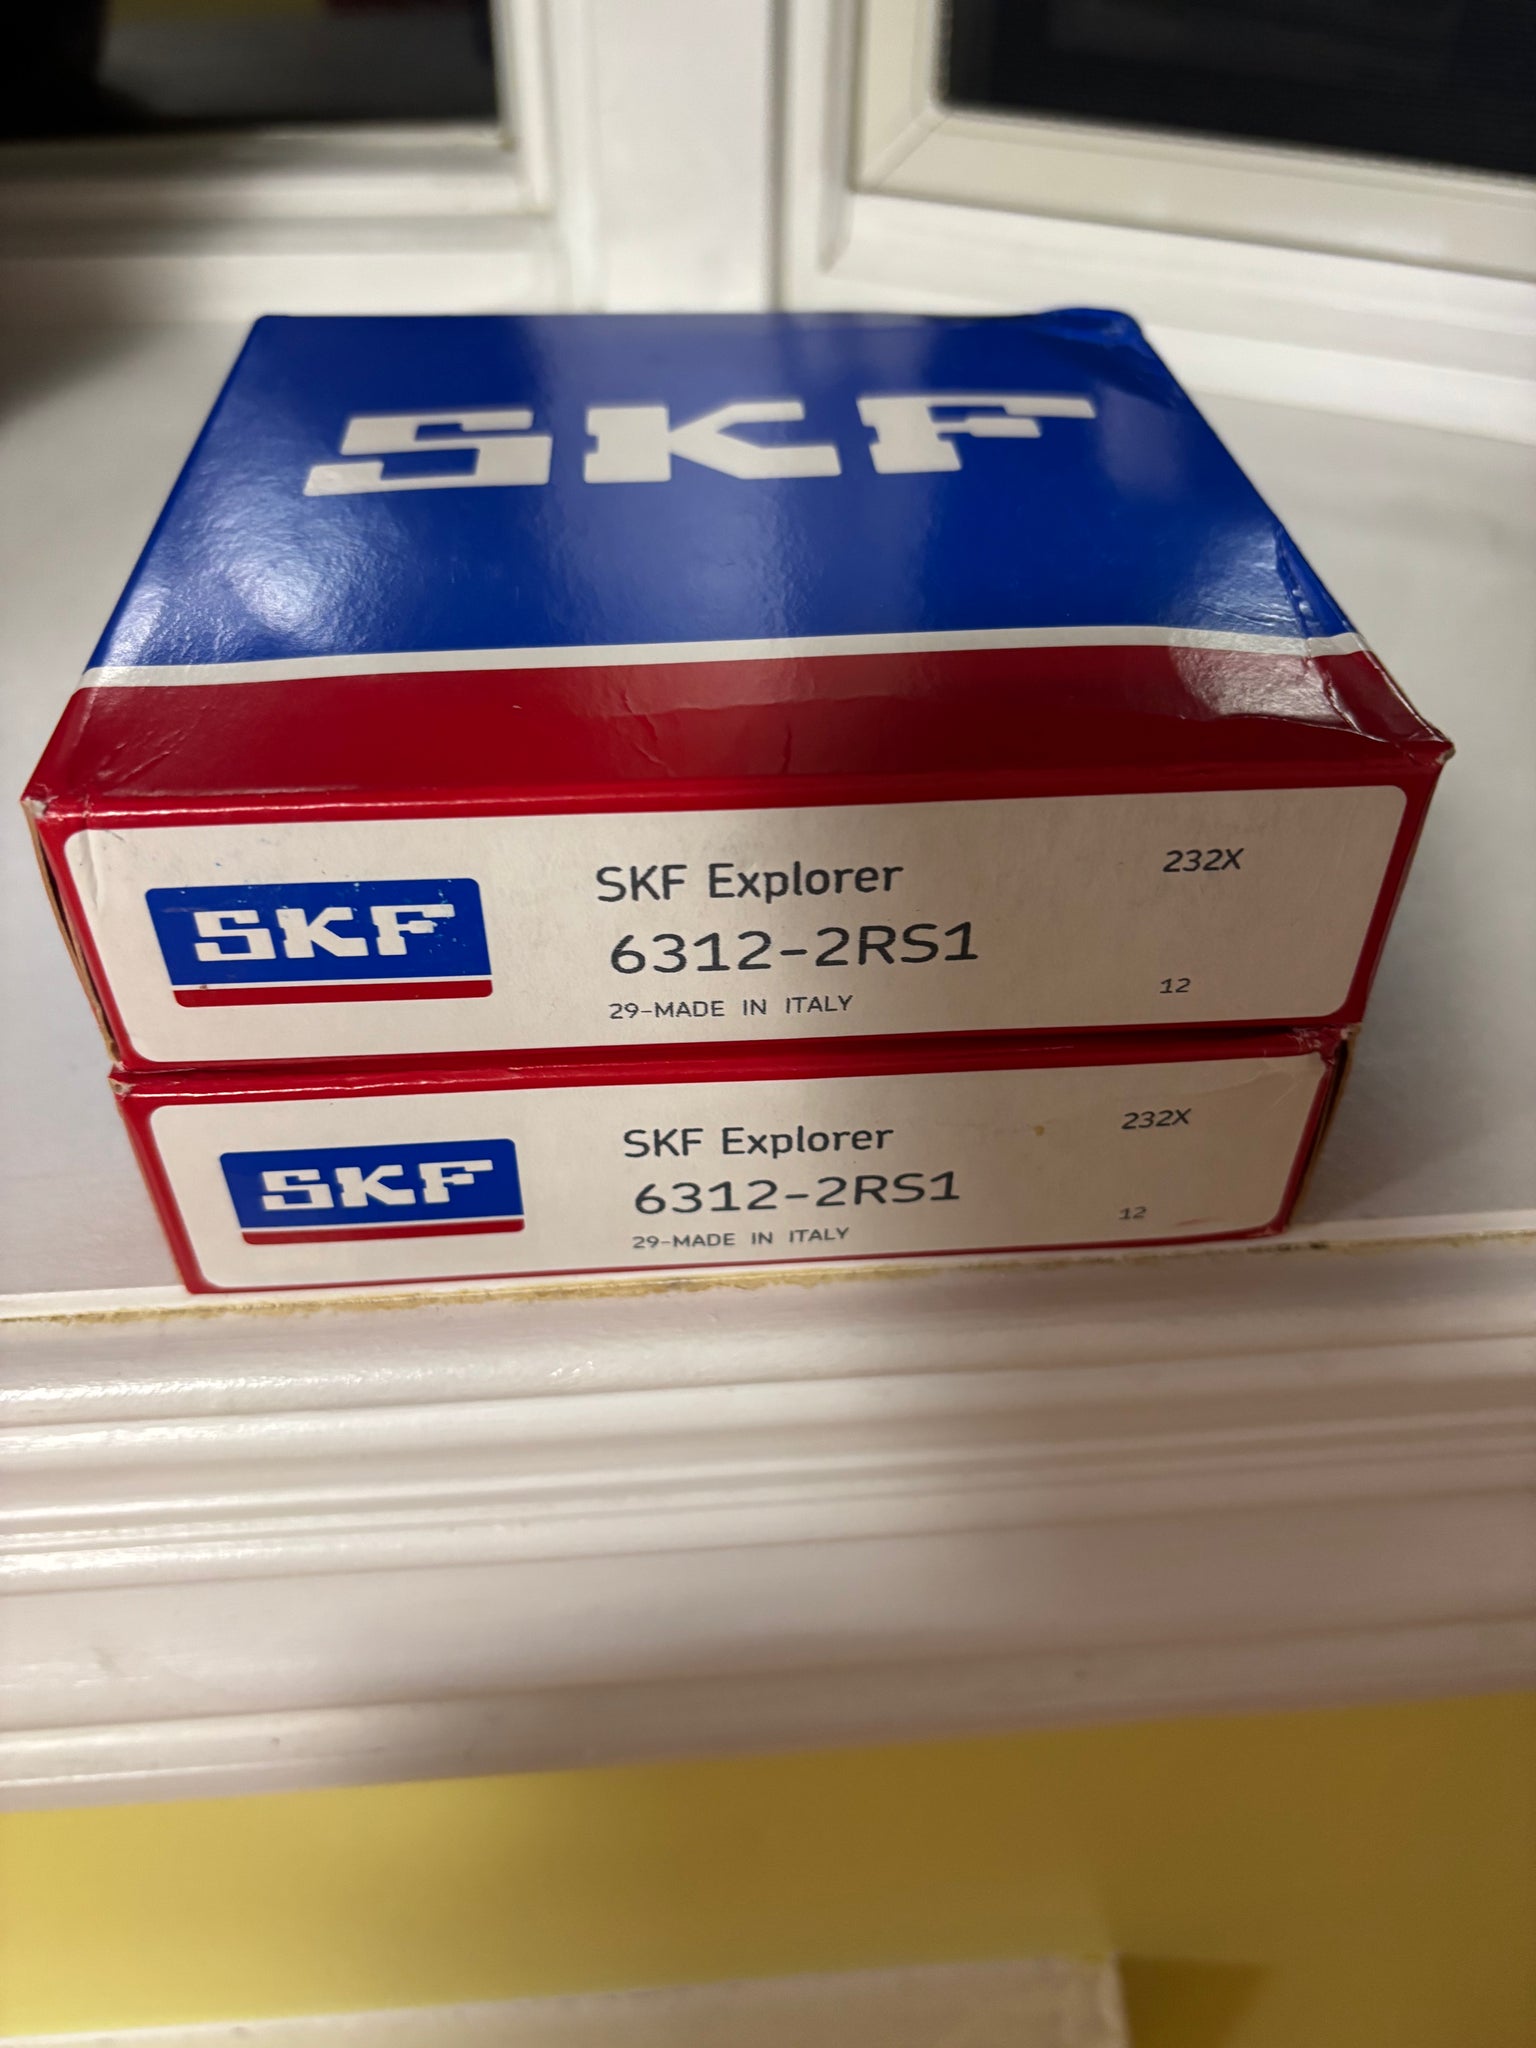 SKF
SKF
SKF Explorer
232X
6312-2RS1
29-MADE IN ITALY
12
SKF
SKF Explorer
232X
6312-2RS1
29-MADE IN ITALY
12